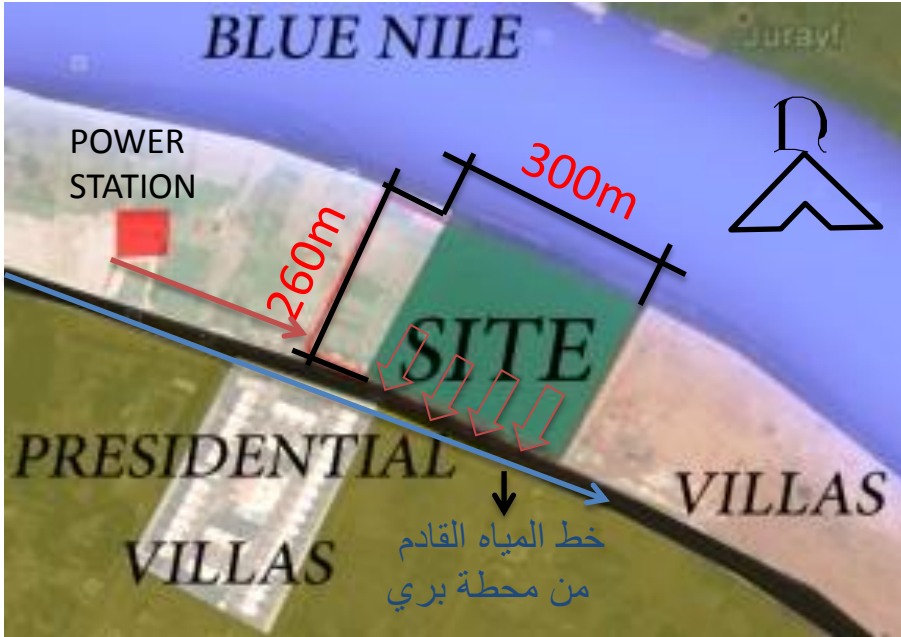 BLUE NILE
Jurayf
POWER
STATION
300m
260m
SITE
PRESIDENTIAL
VILLAS
VILLAS
خط المياه القادم
من محطة بري